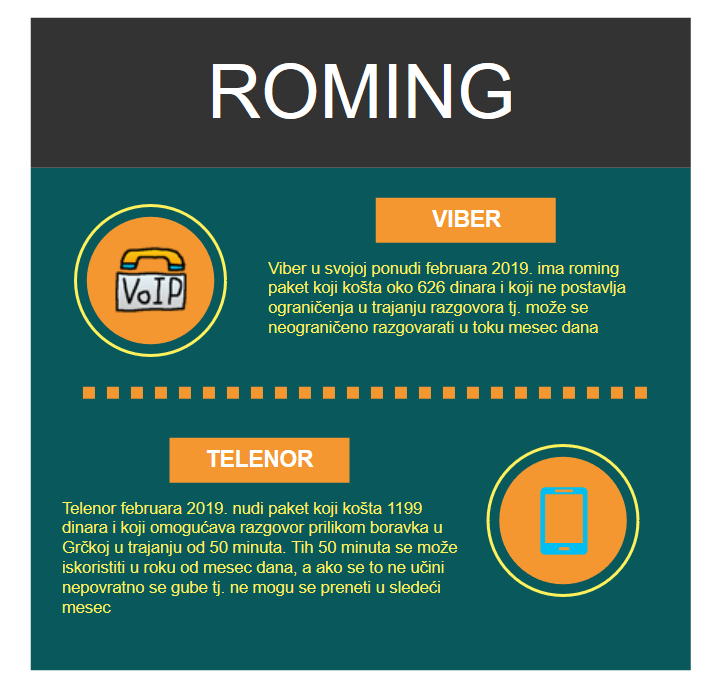 ROMING
VIBER
VoIP
Viber u svojoj ponudi februara 2019. ima roming
paket koji košta oko 626 dinara i koji ne postavlja
ograničenja u trajanju razgovora tj. može se
neograničeno razgovarati u toku mesec dana
TELENOR
Telenor februara 2019. nudi paket koji košta 1199
dinara i koji omogućava razgovor prilikom boravka u
Grčkoj u trajanju od 50 minuta. Tih 50 minuta se može
iskoristiti u roku od mesec dana, a ako se to ne učini
nepovratno se gube tj. ne mogu se preneti u sledeći
mesec